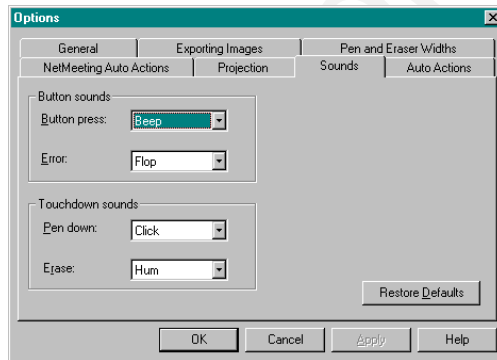 Options
General Exporting Images Pen and Eraser Widths
NetMeeting Auto Actions Projection Sounds Auto Actions
Button sounds
Button press: Beep
Error: Flop
Touchdown sounds
Pen down: Click
Erase: Hum
Restore Defaults
OK Cancel Apply Help